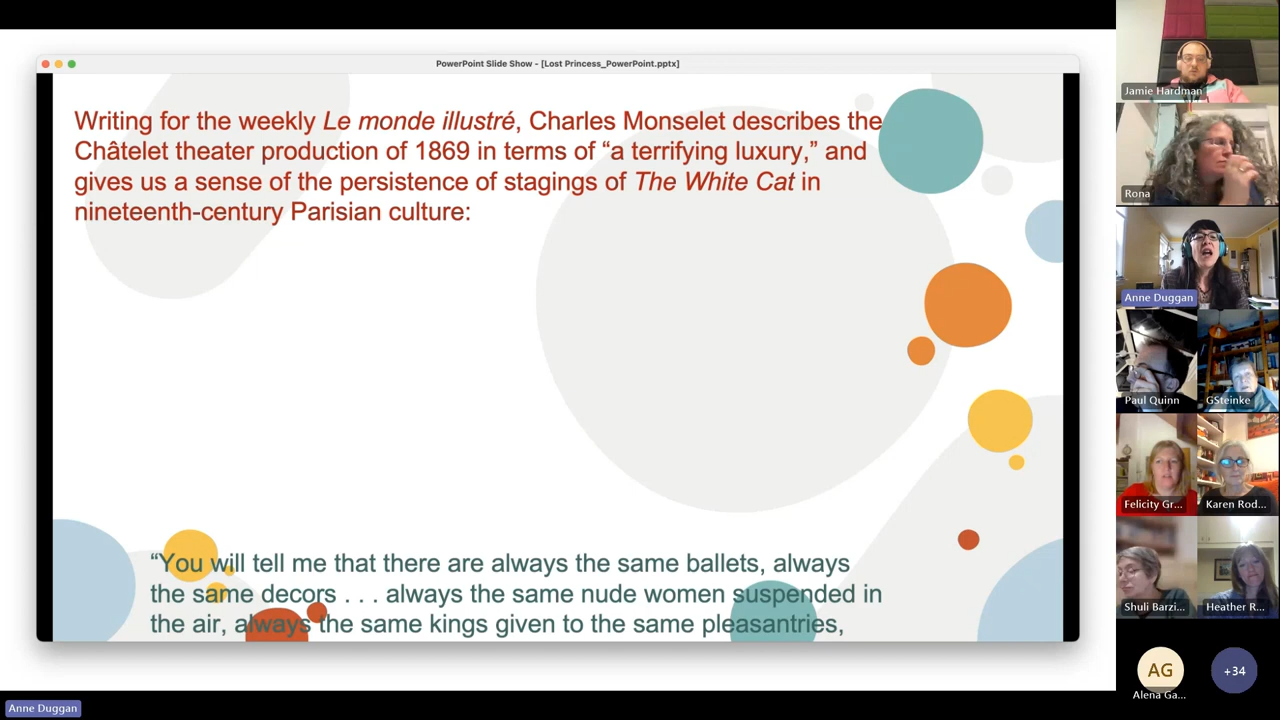 PowerPoint Slide Show - [Lost Princess_PowerPoint.pptx]
Writing for the weekly Le monde illustré, Charles Monselet describes the
Châtelet theater production of 1869 in terms of “a terrifying luxury,” and
gives us a sense of the persistence of stagings of The White Cat in
nineteenth-century Parisian culture:
“You will tell me that there are always the same ballets, always
the same decors . . . always the same nude women suspended in
the air, always the same kings given to the same pleasantries,
Jamie Hardman
Rona
Anne Duggan
Paul Quinn
GSteinke
Felicity Gr...
Karen Rod...
Shuli Barzi...
Heather R...
AG
+34
Alena Ga...
Anne Duggan